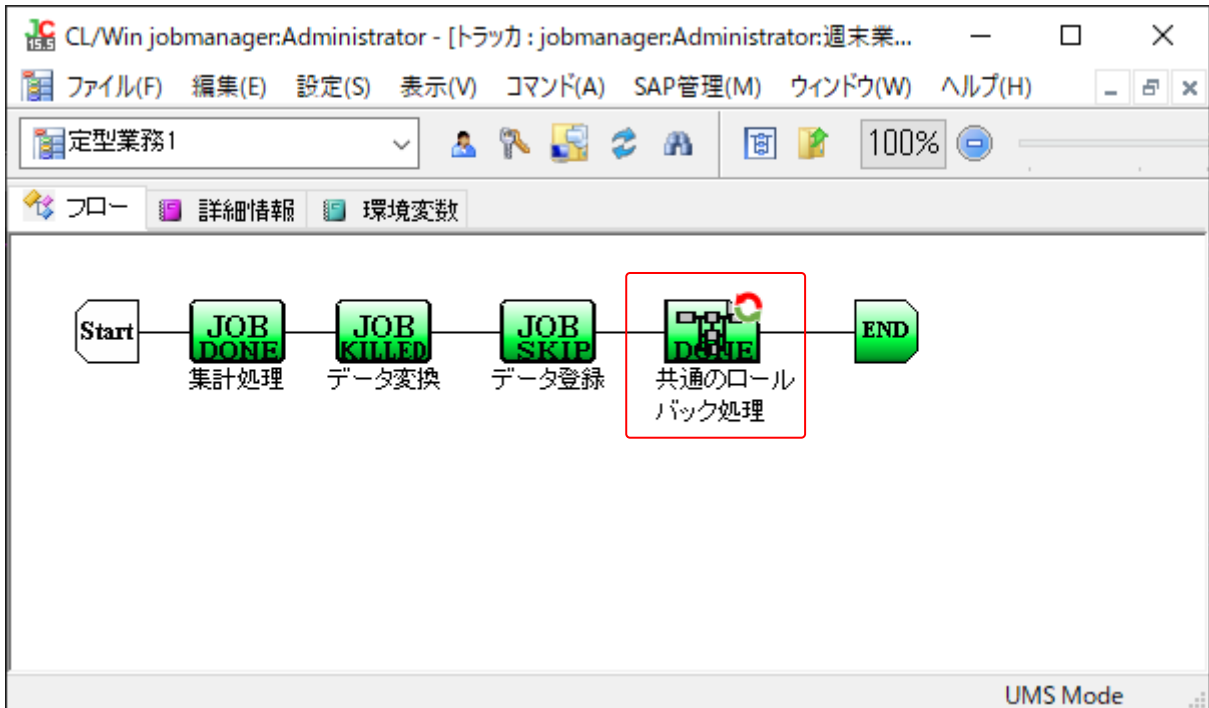 JC
15.5
CL/Win jobmanager:Administrator - [トラッカ : jobmanager:Administrator:週末業...
ファイル(F) 編集(E) 設定(S) 表示(V) コマンド(A) SAP管理(M) ウィンドウ(W) ヘルプ(H)
定型業務1 100%
フロー 詳細情報 環境変数
Start JOB DONE JOB KILLED JOB SKIP DONE END
集計処理 データ変換 データ登録 共通のロール
バック処理
UMS Mode